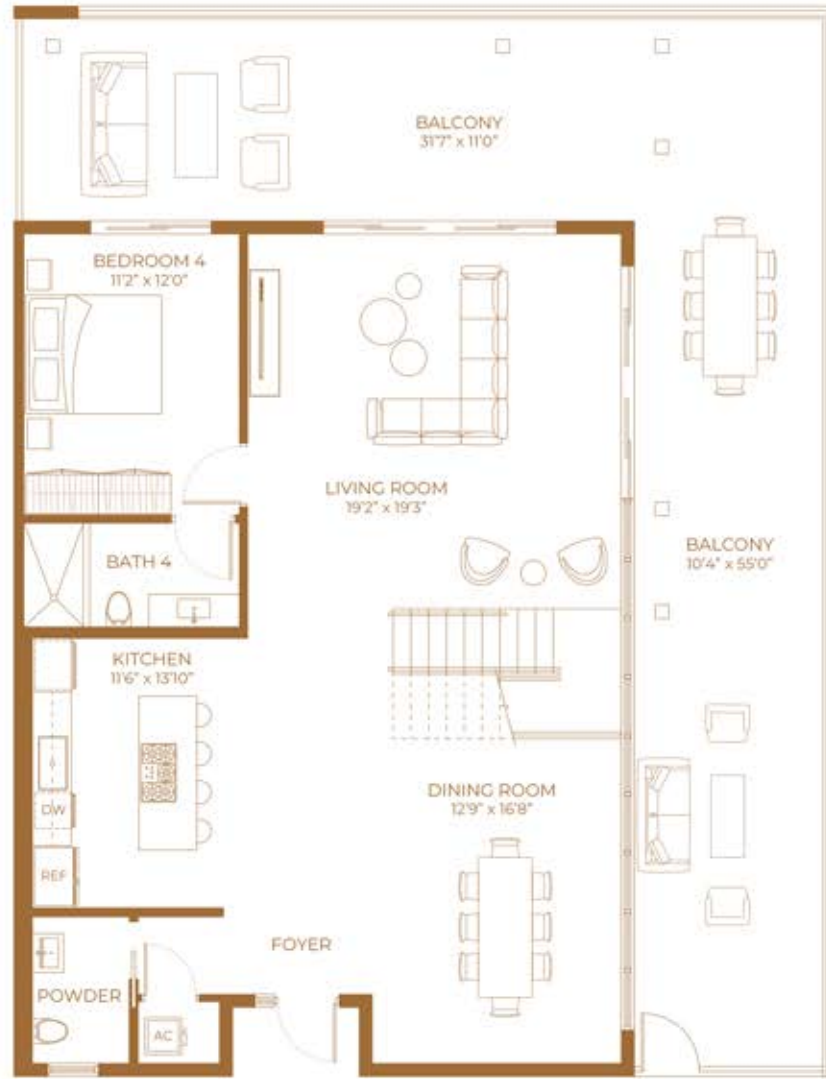 BALCONY
31'7" x 11'0"
BEDROOM 4
11'2" x 12'0"
LIVING ROOM
19'2" x 19'3"
BALCONY
10'4" x 55'0"
BATH 4
KITCHEN
11'6" x 13'10"
DW
REF
DINING ROOM
12'9" x 16'8"
FOYER
POWDER
AC